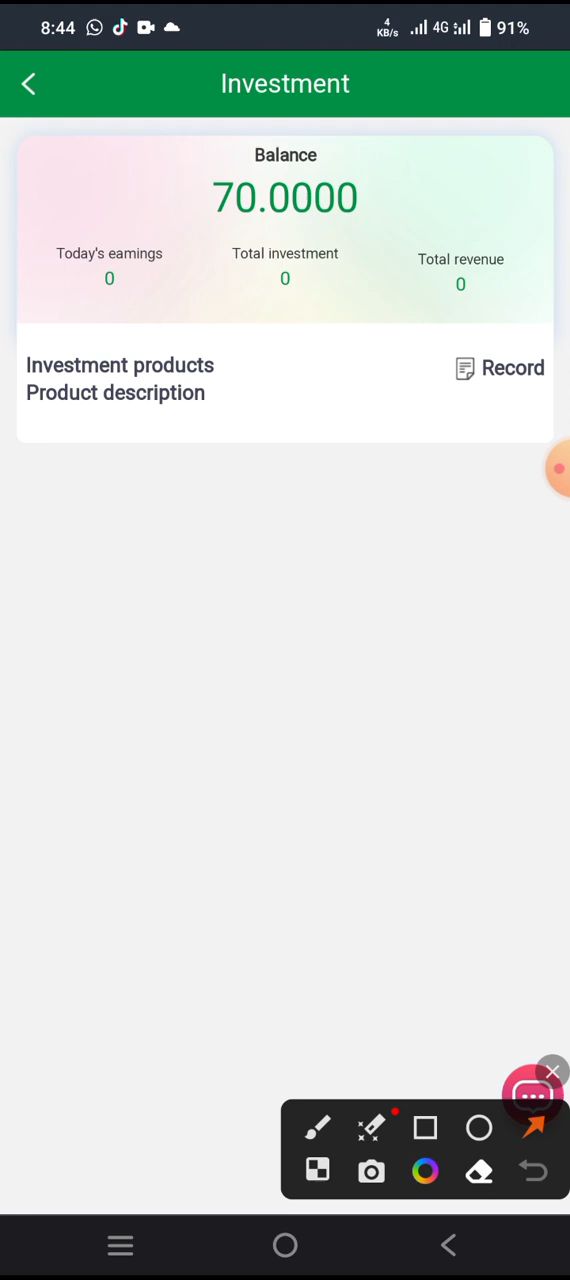 8:44
4 KB/s 4G 91%
Investment
Balance
70.0000
Today's earnings Total investment Total revenue
0 0 0
Investment products
Record
Product description